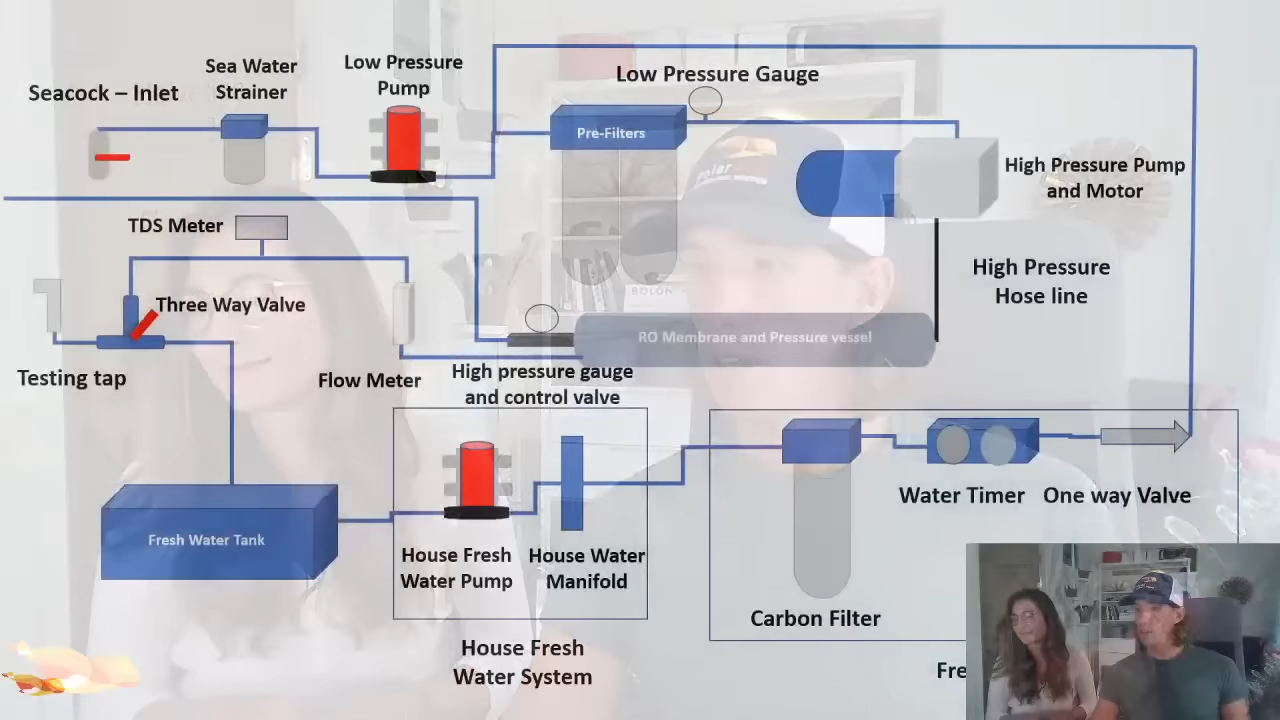 Seacock – Inlet
Sea Water
Strainer
Low Pressure
Pump
Low Pressure Gauge
Pre-Filters
High Pressure Pump
and Motor
TDS Meter
Three Way Valve
High Pressure
Hose line
BOLON
RO Membrane and Pressure vessel
Testing tap
Flow Meter
High pressure gauge
and control valve
Water Timer
One way Valve
Fresh Water Tank
House Fresh
Water Pump
House Water
Manifold
Carbon Filter
House Fresh
Water System
Fre